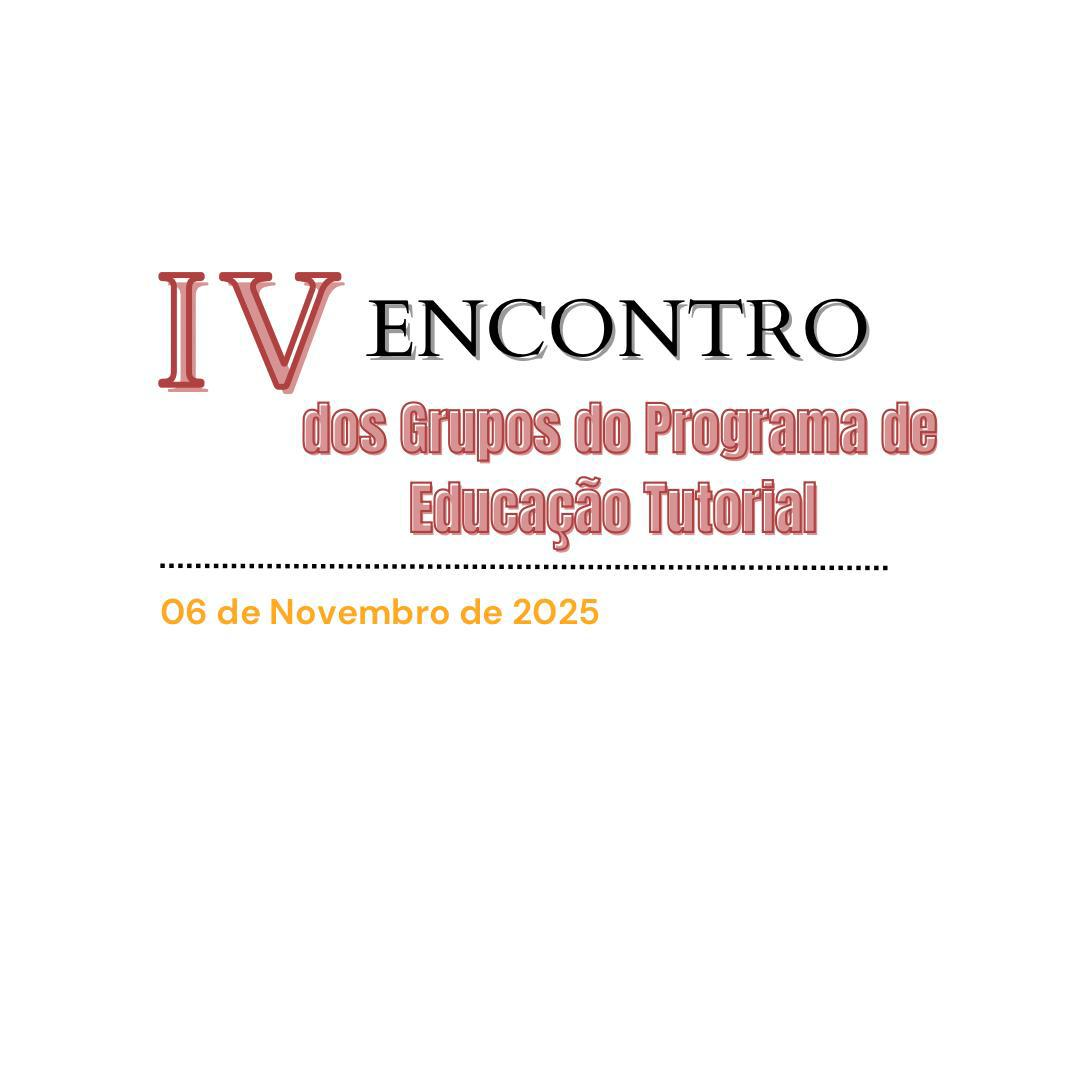 IV ENCONTRO
dos Grupos do Programa de
Educação Tutorial
06 de Novembro de 2025